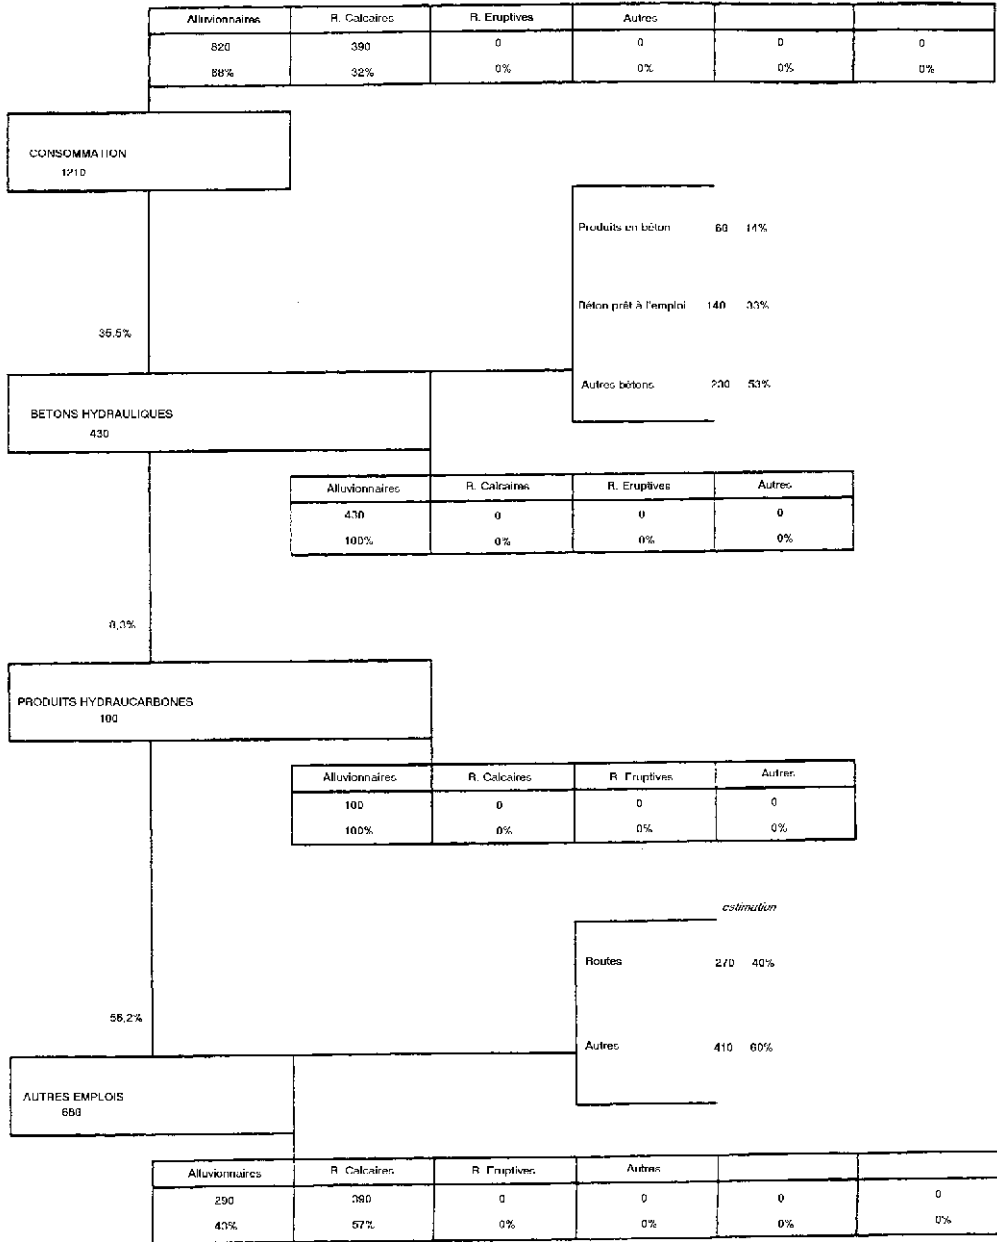 Alluvionnaires R. Calcaires R. Eruptives Autres
820 390 0 0 0 0
68% 32% 0% 0% 0% 0%
CONSOMMATION
1210
Produits en béton 60 14%
Béton prêt à l'emploi 140 33%
35,5%
Autres bétons 230 53%
BETONS HYDRAULIQUES
430
Alluvionnaires R. Calcaires R. Eruptives Autres
430 0 0 0
100% 0% 0% 0%
8,3%
PRODUITS HYDRAUCARBONES
100
Alluvionnaires R. Calcaires R. Eruptives Autres
100 0 0 0
100% 0% 0% 0%
estimation
Routes 270 40%
56,2%
Autres 410 60%
AUTRES EMPLOIS
680
Alluvionnaires R. Calcaires R. Eruptives Autres
290 390 0 0 0 0
43% 57% 0% 0% 0% 0%